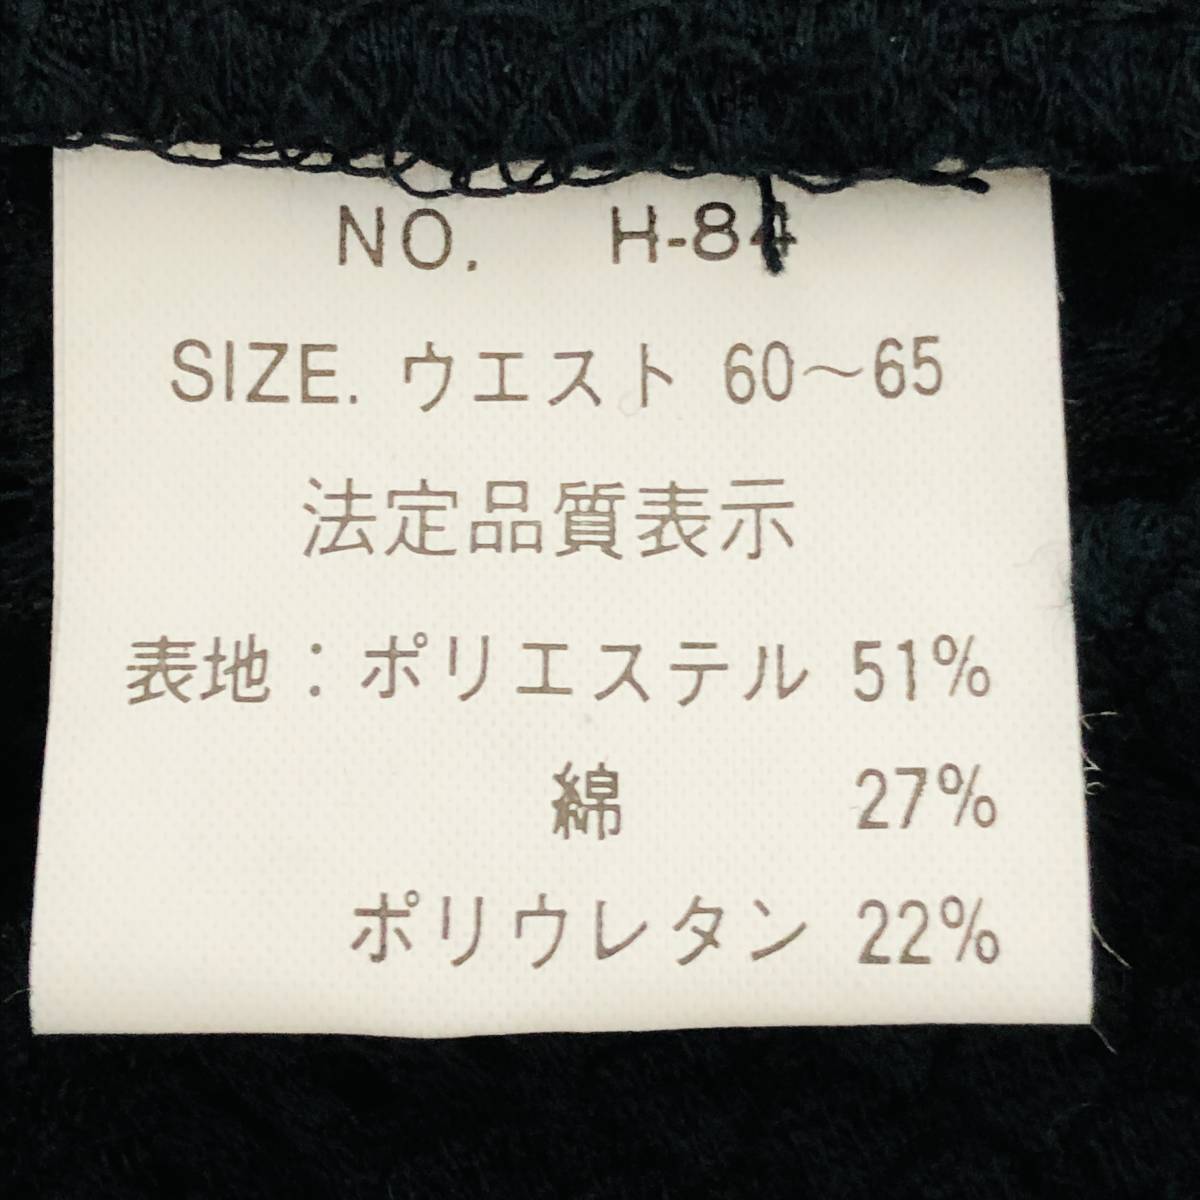 NO. H-84
SIZE. ウエスト 60〜65
法定品質表示
表地：ポリエステル 51%
綿 27%
ポリウレタン 22%